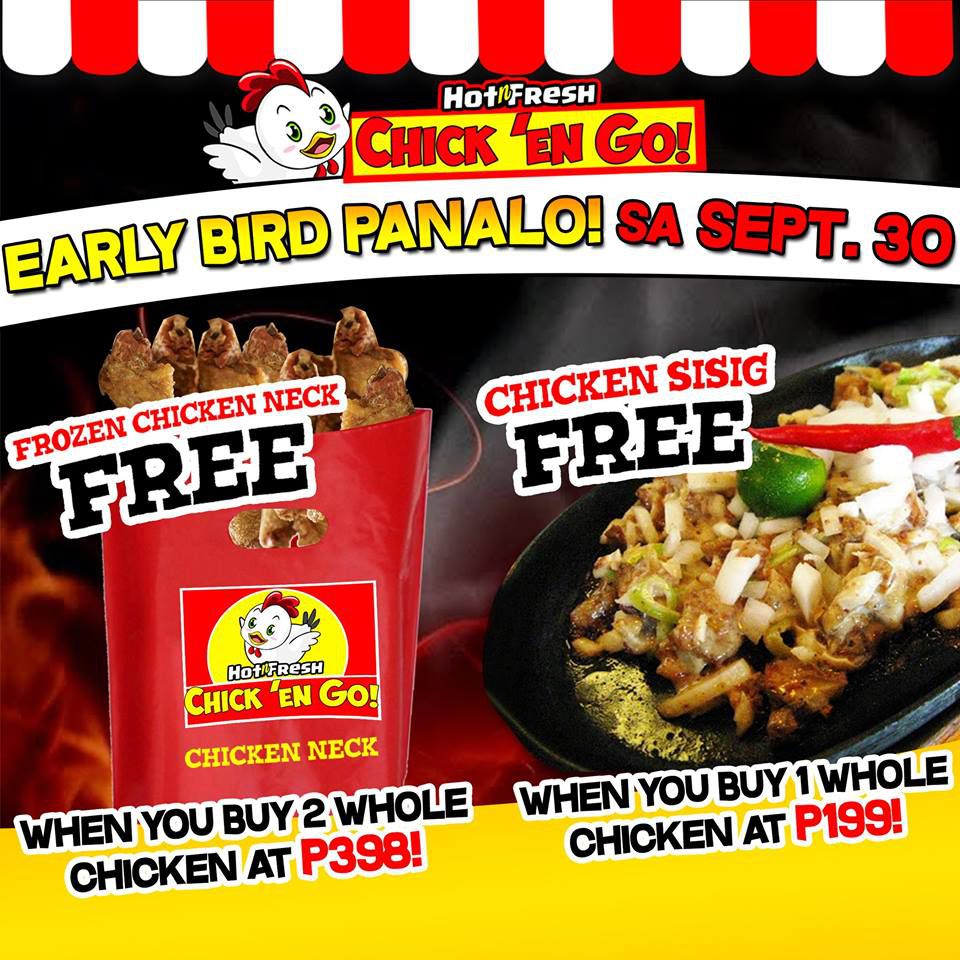 HOT n FRESH
CHICK 'EN GO!
EARLY BIRD PANALO! SA SEPT. 30
FROZEN CHICKEN NECK
FREE
CHICKEN SISIG
FREE
HOT n FRESH
CHICK 'EN GO!
CHICKEN NECK
WHEN YOU BUY 2 WHOLE
CHICKEN AT P398!
WHEN YOU BUY 1 WHOLE
CHICKEN AT P199!